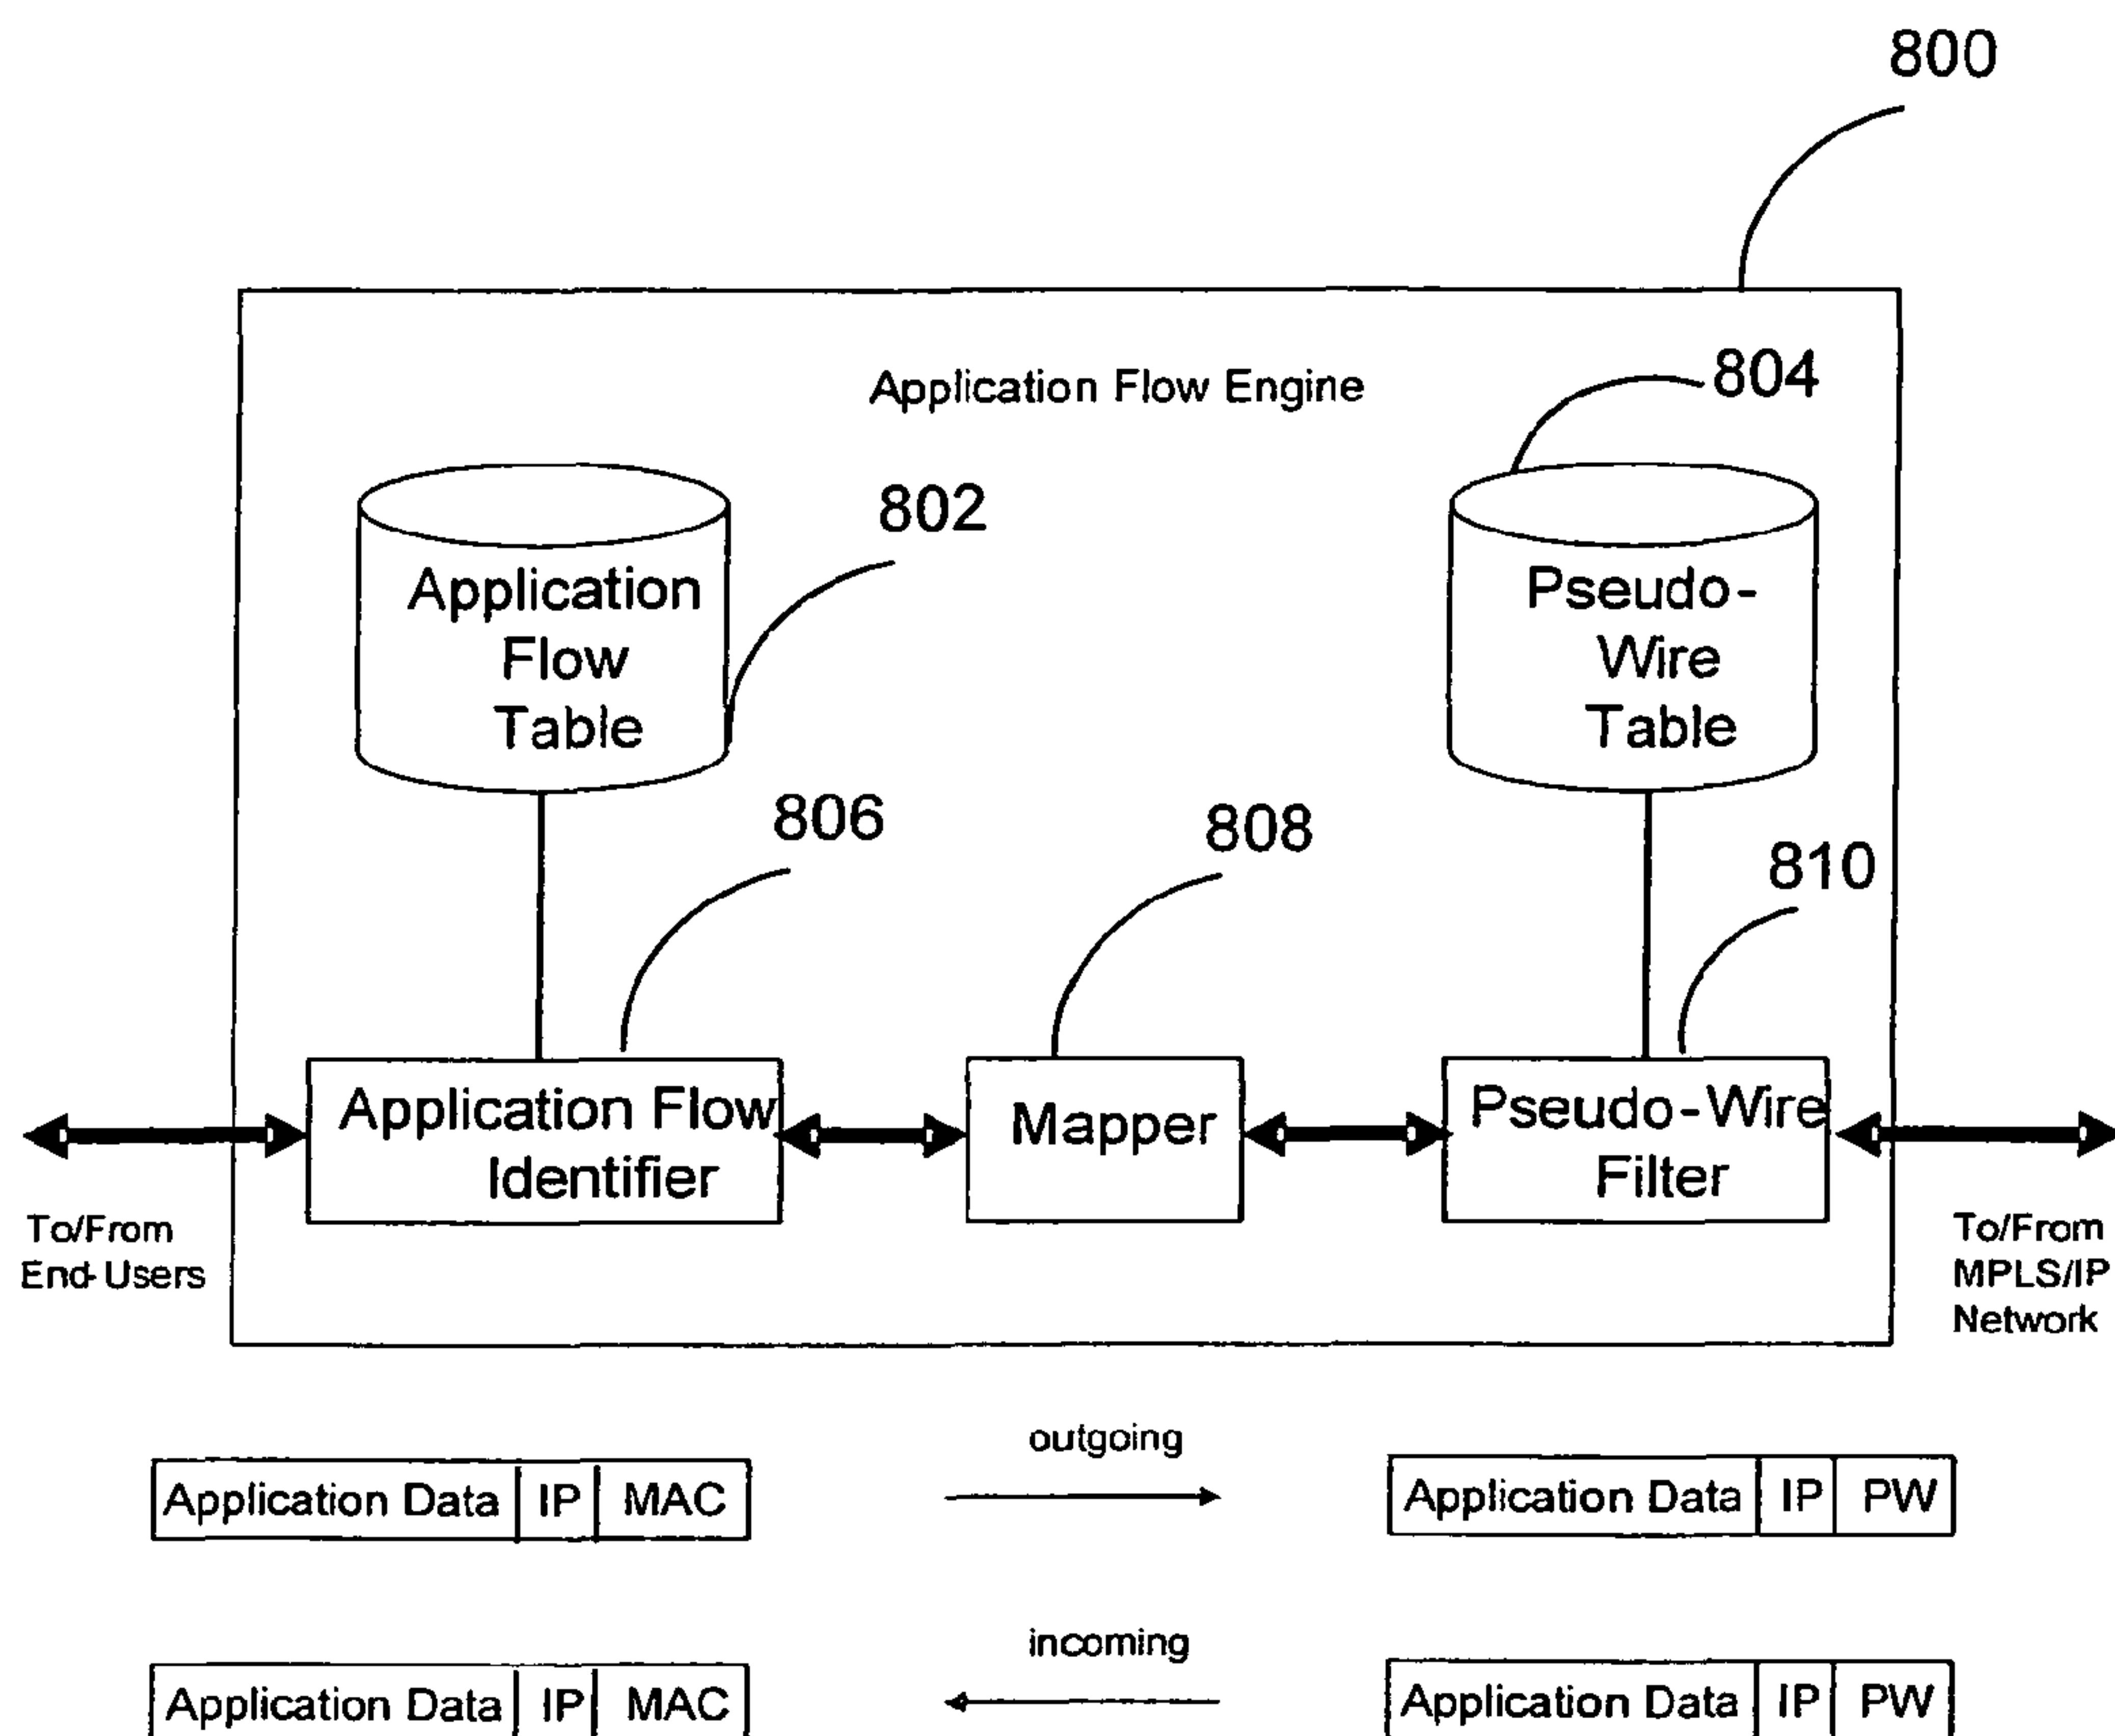 800
Application Flow Engine
804
802
Application
Flow
Table
Pseudo-
Wire
Table
806
808
810
Application Flow
Identifier
Mapper
Pseudo-Wire
Filter
To/From
End-Users
To/From
MPLS/IP
Network
outgoing
Application Data IP MAC
Application Data IP PW
incoming
Application Data IP MAC
Application Data IP PW